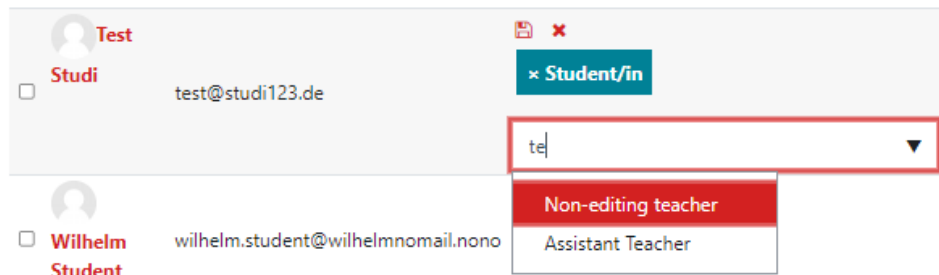 Test
Studi
test@studi123.de
× Student/in
te
Non-editing teacher
Assistant Teacher
Wilhelm
Student
wilhelm.student@wilhelmnomail.nono